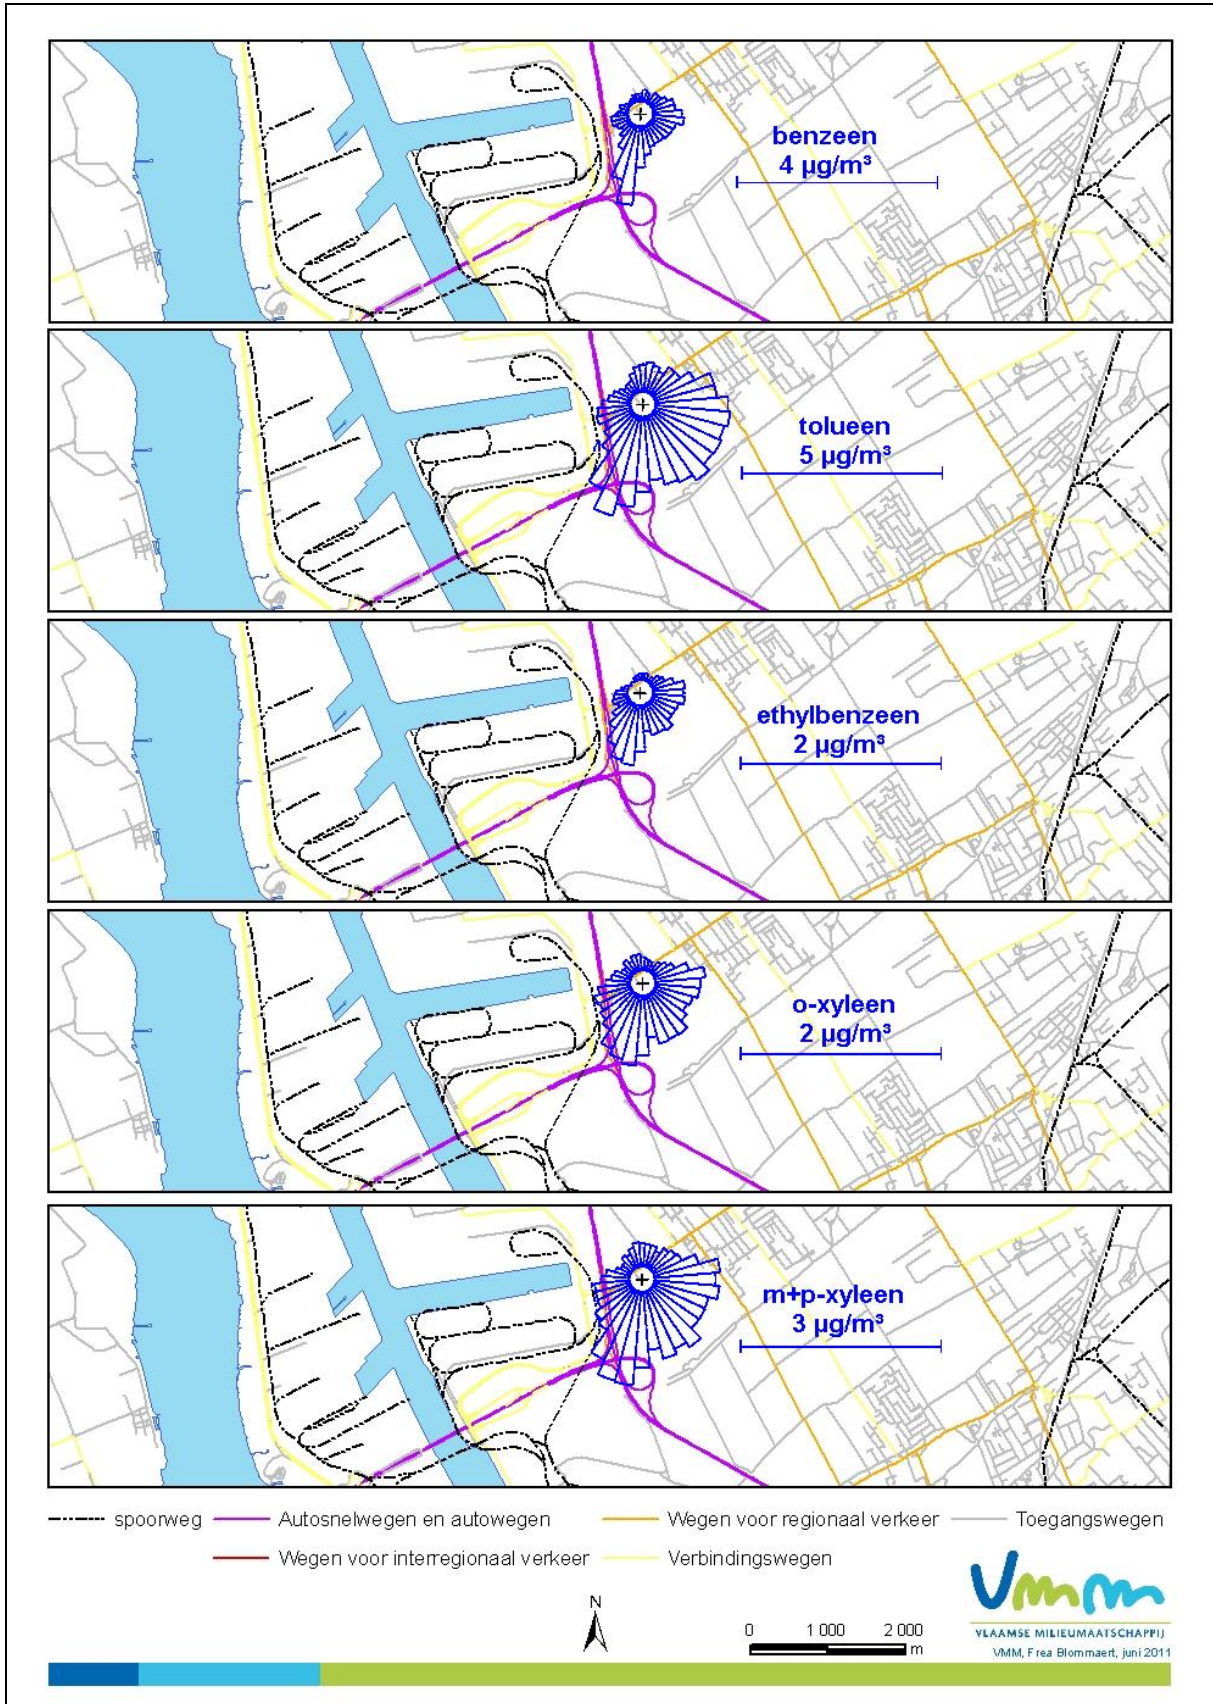 benzeen
4 µg/m³
tolueen
5 µg/m³
ethylbenzeen
2 µg/m³
o-xyleen
2 µg/m³
m+p-xyleen
3 µg/m³
spoorweg
Autosnelwegen en autowegen
Wegen voor regionaal verkeer
Toegangswegen
Wegen voor interregionaal verkeer
Verbindingswegen
N
0 1 000 2 000
m
Vmm
VLAAMSE MILIEUMAATSCHAPPIJ
VMM, Frea Blommaert, juni 2011